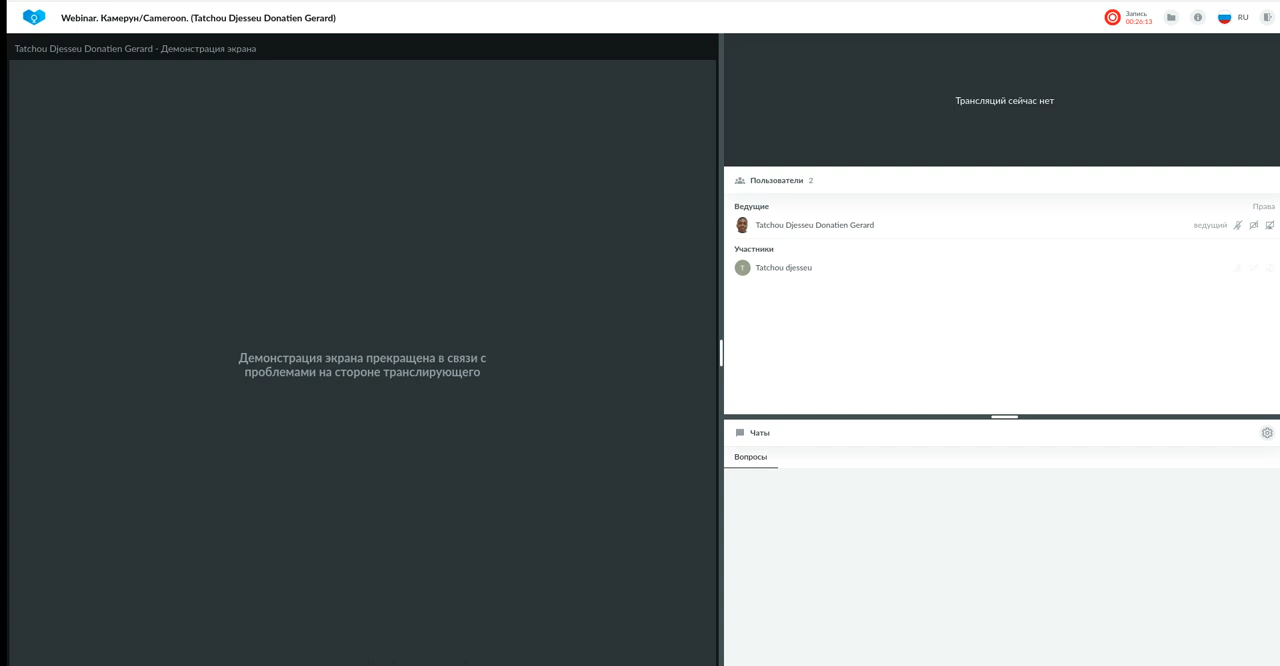 Webinar. Камерун/Cameroon. (Tatchou Djesseu Donatien Gerard)
Запись
00:26:13
RU
Tatchou Djesseu Donatien Gerard - Демонстрация экрана
Демонстрация экрана прекращена в связи с
проблемами на стороне транслирующего
Трансляций сейчас нет
Пользователи 2
Ведущие Права
Tatchou Djesseu Donatien Gerard ведущий
Участники
T Tatchou djesseu
Чаты
Вопросы